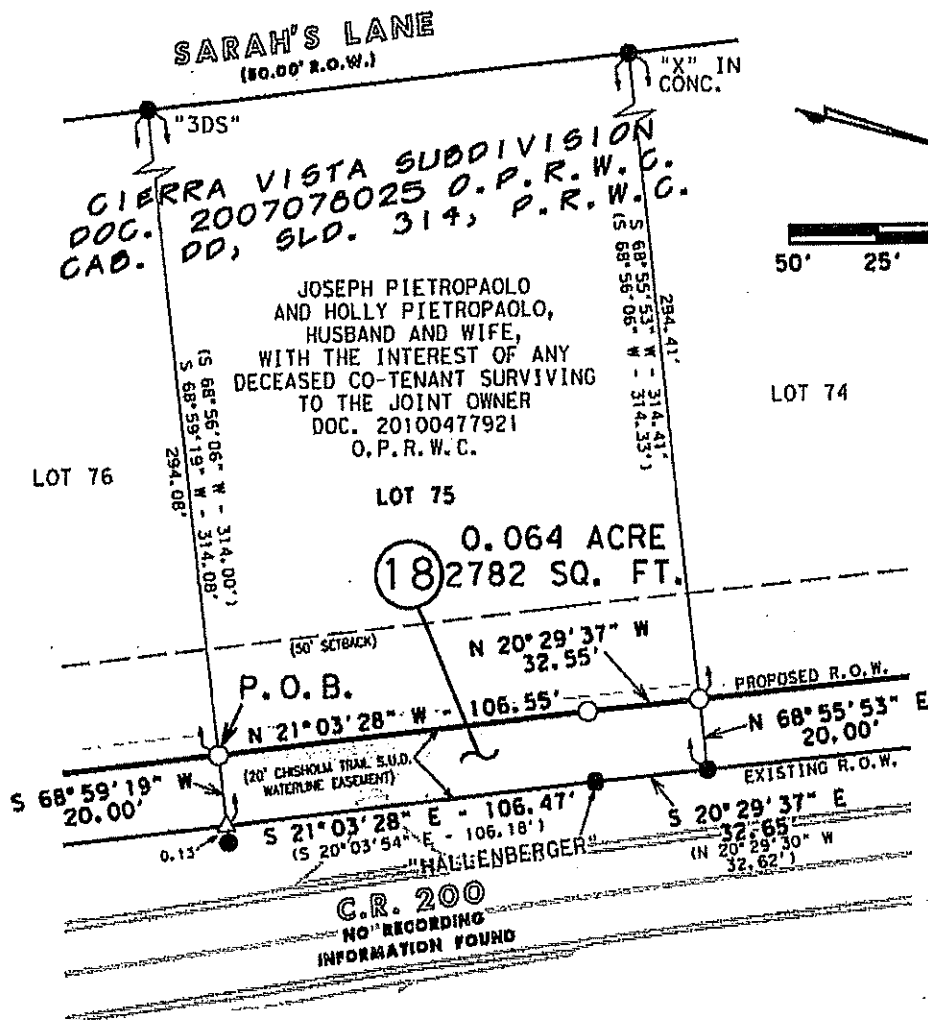 SARAH'S LANE
(50.00' R.O.W.)
"X" IN
CONC.
"3DS"
CIERRA VISTA SUBDIVISION
DOC. 2007078025 O.P.R.W.C.
CAB. DD, SLD. 314, P.R.W.C.
50' 25'
JOSEPH PIETROPAOLO
AND HOLLY PIETROPAOLO,
HUSBAND AND WIFE,
WITH THE INTEREST OF ANY
DECEASED CO-TENANT SURVIVING
TO THE JOINT OWNER
DOC. 20100477921
O.P.R.W.C.
294.41'
S 68°55'53" W - 314.41'
(S 68°56'06" W - 314.33')
LOT 74
(S 68°56'06" W - 314.00')
S 68°59'19" W - 314.08'
294.08'
LOT 76
LOT 75
0.064 ACRE
18 2782 SQ. FT.
(50' SETBACK)
N 20°29'37" W
32.55'
P.O.B.
PROPOSED R.O.W.
N 21°03'28" W - 106.55'
N 68°55'53" E
20.00'
S 68°59'19" W
20.00'
(20' CHISHOLM TRAIL S.U.D.
WATERLINE EASEMENT)
EXISTING R.O.W.
0.13'
S 21°03'28" E - 106.47'
(S 20°03'54" E - 106.18')
S 20°29'37" E
32.65'
(N 20°29'30" W
32.62')
"HALLENBERGER"
C.R. 200
NO RECORDING
INFORMATION FOUND